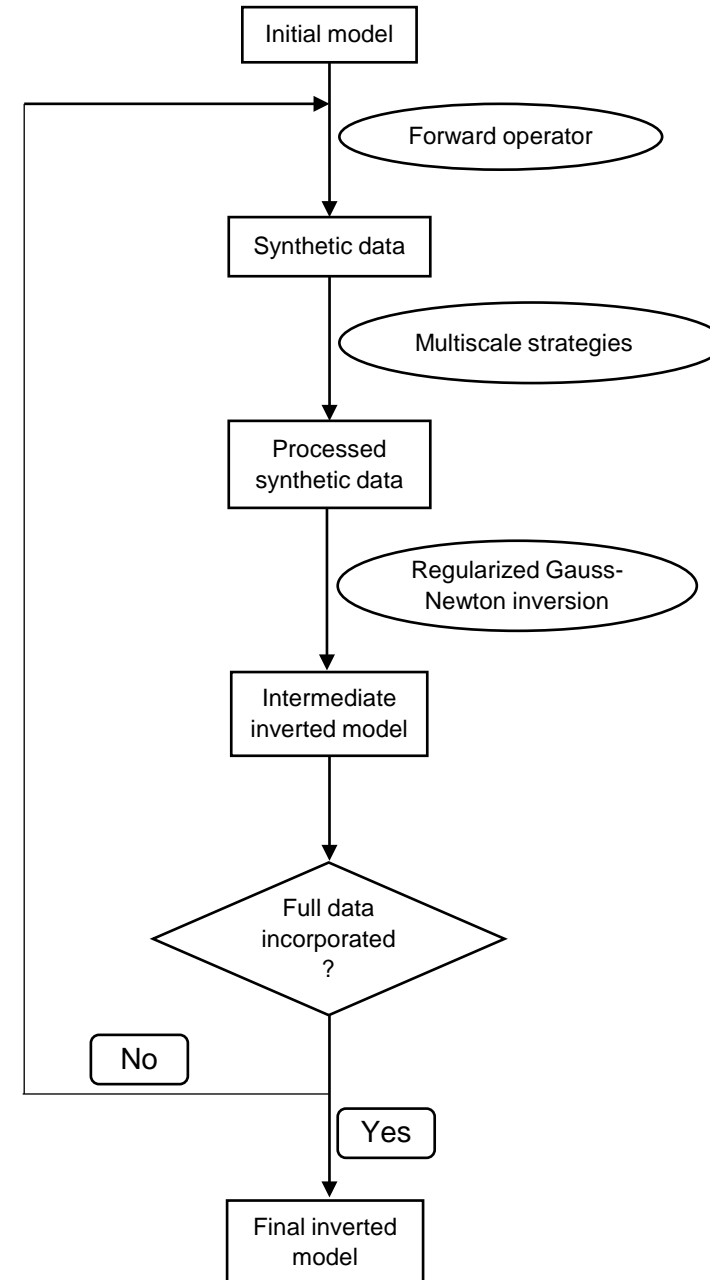 Initial model
Forward operator
Synthetic data
Multiscale strategies
Processed
synthetic data
Regularized Gauss-
Newton inversion
Intermediate
inverted model
Full data
incorporated
?
No
Yes
Final inverted
model